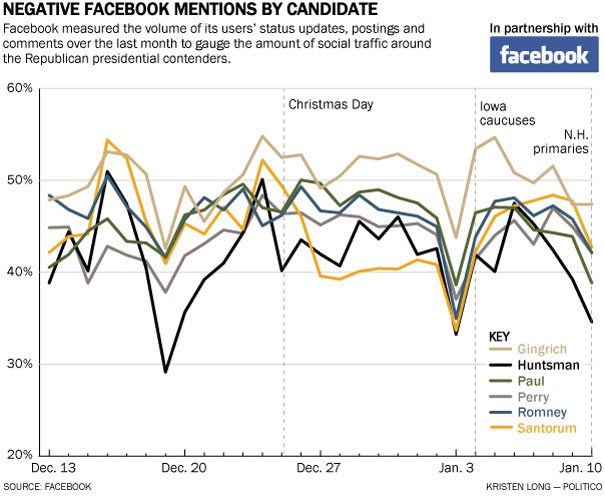 NEGATIVE FACEBOOK MENTIONS BY CANDIDATE
Facebook measured the volume of its users' status updates, postings and
comments over the last month to gauge the amount of social traffic around
the Republican presidential contenders.
In partnership with
facebook
60%
50%
40%
30%
20%
Christmas Day
Iowa
caucuses
N.H.
primaries
KEY
Gingrich
Huntsman
Paul
Perry
Romney
Santorum
Dec. 13
Dec. 20
Dec. 27
Jan. 3
Jan. 10
SOURCE: FACEBOOK
KRISTEN LONG — POLITICO